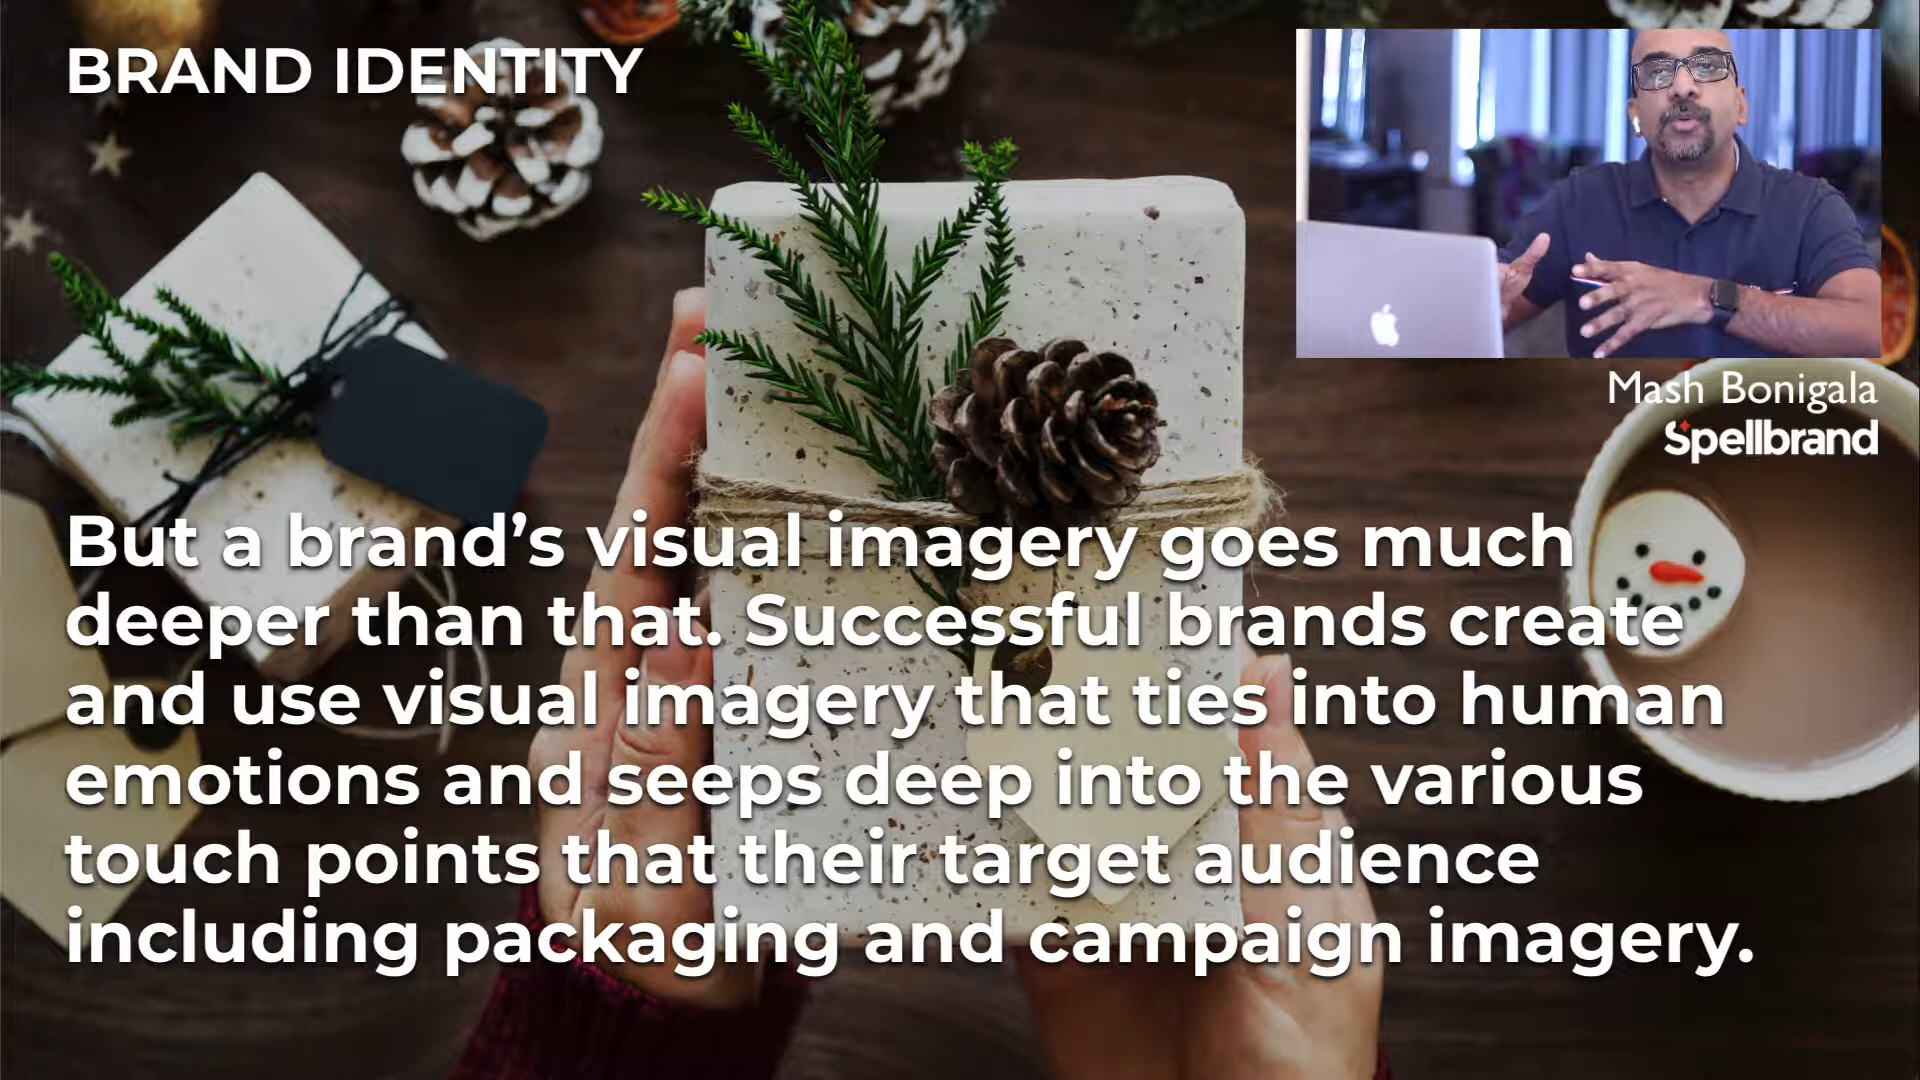 BRAND IDENTITY
Mash Bonigala
Spellbrand
But a brand’s visual imagery goes much
deeper than that. Successful brands create
and use visual imagery that ties into human
emotions and seeps deep into the various
touch points that their target audience
including packaging and campaign imagery.